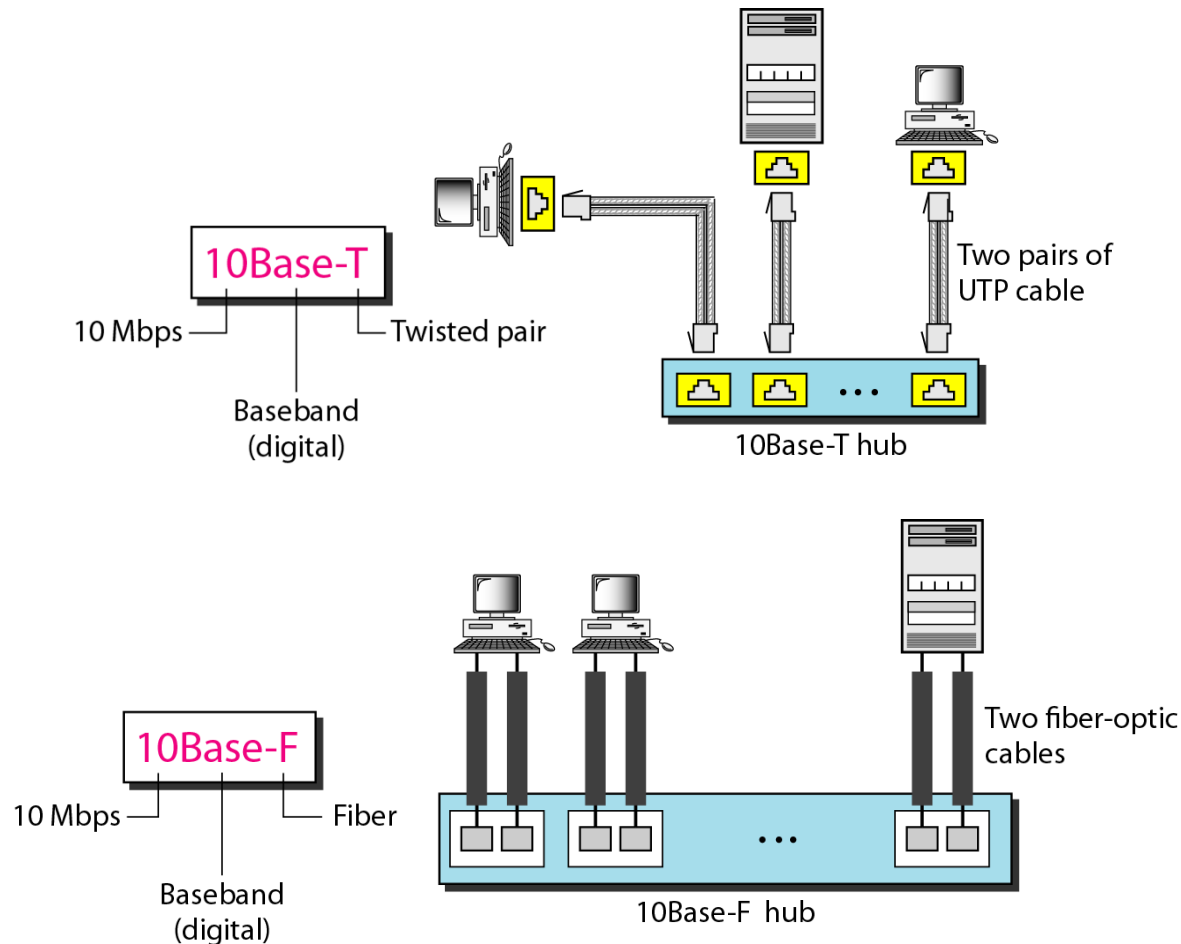 10Base-T
10 Mbps
Twisted pair
Baseband
(digital)
Two pairs of
UTP cable
• • •
10Base-T hub
10Base-F
10 Mbps
Fiber
Baseband
(digital)
Two fiber-optic
cables
• • •
10Base-F hub